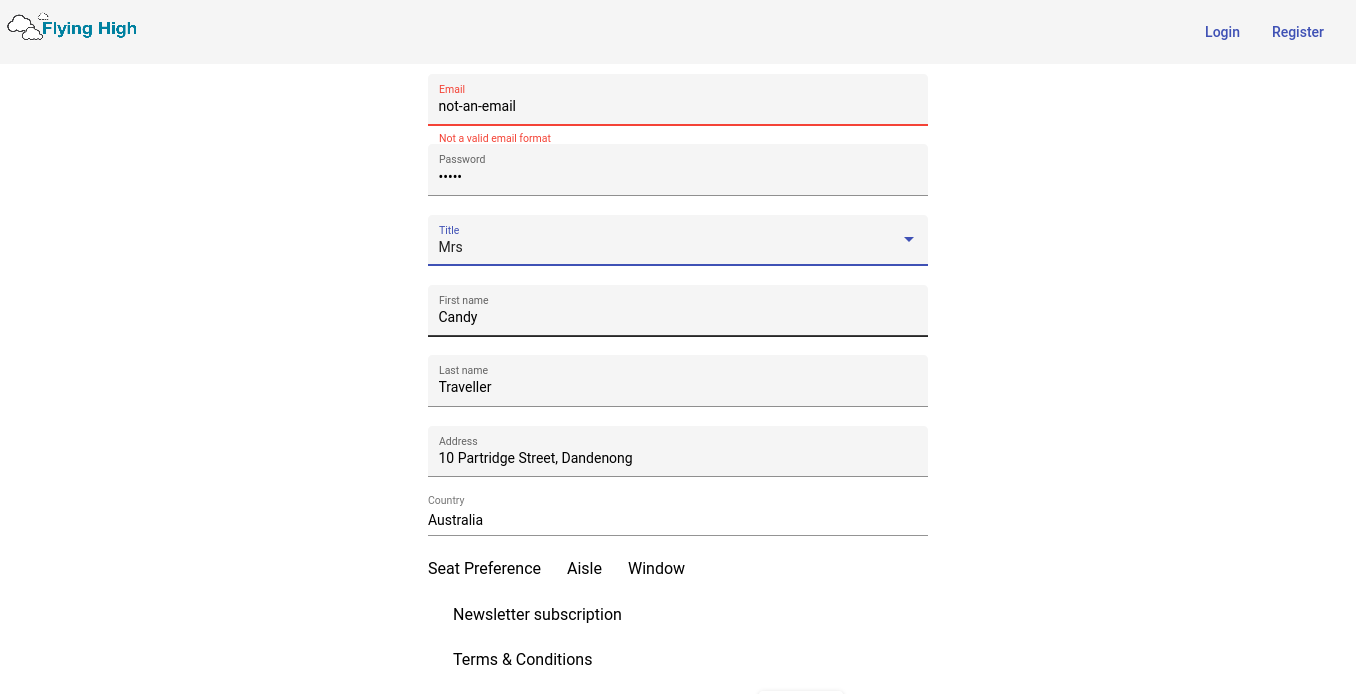 Flying High
Login Register
Email
not-an-email
Not a valid email format
Password
•••••
Title
Mrs
First name
Candy
Last name
Traveller
Address
10 Partridge Street, Dandenong
Country
Australia
Seat Preference Aisle Window
Newsletter subscription
Terms & Conditions